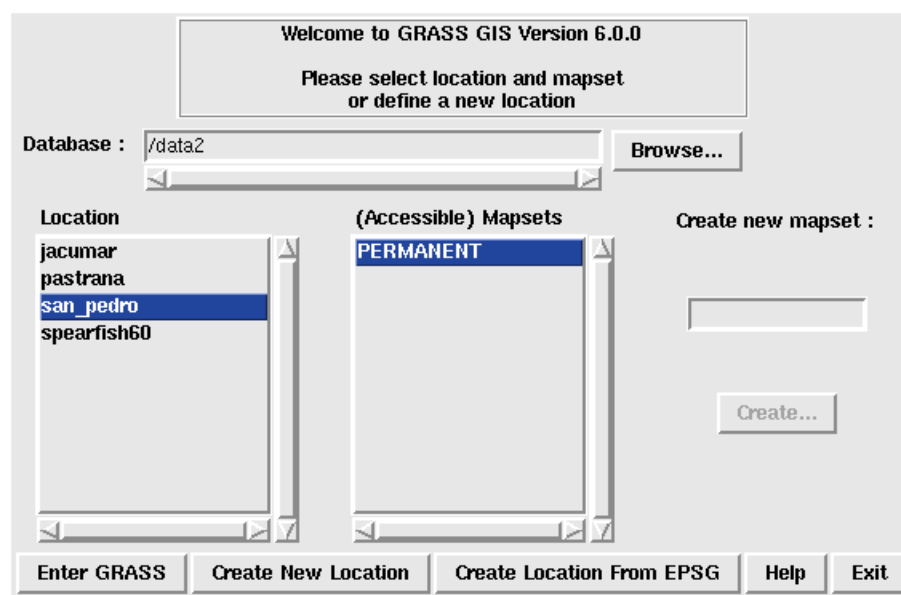 Welcome to GRASS GIS Version 6.0.0
Please select location and mapset
or define a new location
Database :
/data2
Browse...
Location
jacumar
pastrana
san_pedro
spearfish60
(Accessible) Mapsets
PERMANENT
Create new mapset :
Create...
Enter GRASS
Create New Location
Create Location From EPSG
Help
Exit